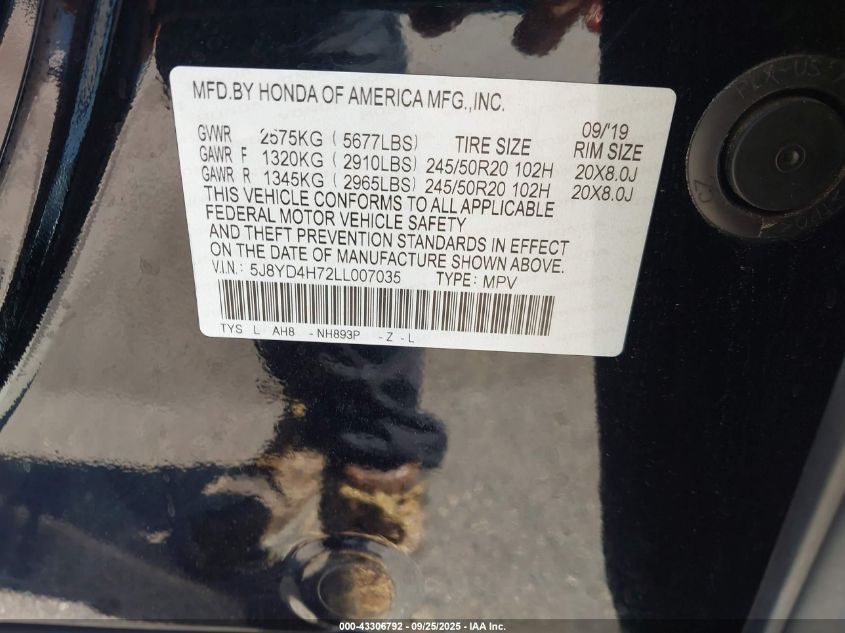 MFD.BY HONDA OF AMERICA MFG.,INC.
09/'19
GVWR 2575KG ( 5677LBS) TIRE SIZE RIM SIZE
GAWR F 1320KG ( 2910LBS) 245/50R20 102H 20X8.0J
GAWR R 1345KG ( 2965LBS) 245/50R20 102H 20X8.0J
THIS VEHICLE CONFORMS TO ALL APPLICABLE
FEDERAL MOTOR VEHICLE SAFETY
AND THEFT PREVENTION STANDARDS IN EFFECT
ON THE DATE OF MANUFACTURE SHOWN ABOVE.
V.I.N.: 5J8YD4H72LL007035 TYPE: MPV
TYS L AH8 -NH893P -Z -L
000-43306792 — 09/25/2025 — IAA Inc.